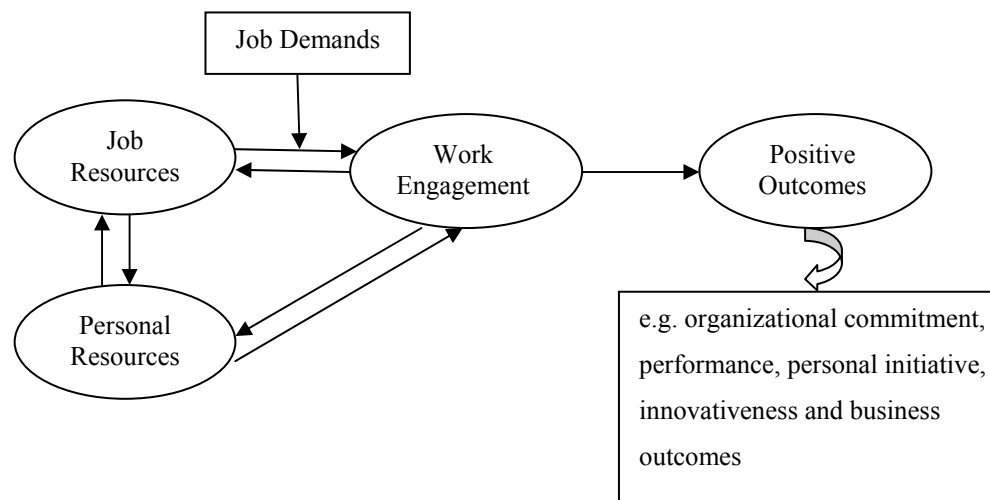 Job Demands
Job
Resources
Work
Engagement
Positive
Outcomes
Personal
Resources
e.g. organizational commitment,
performance, personal initiative,
innovativeness and business
outcomes